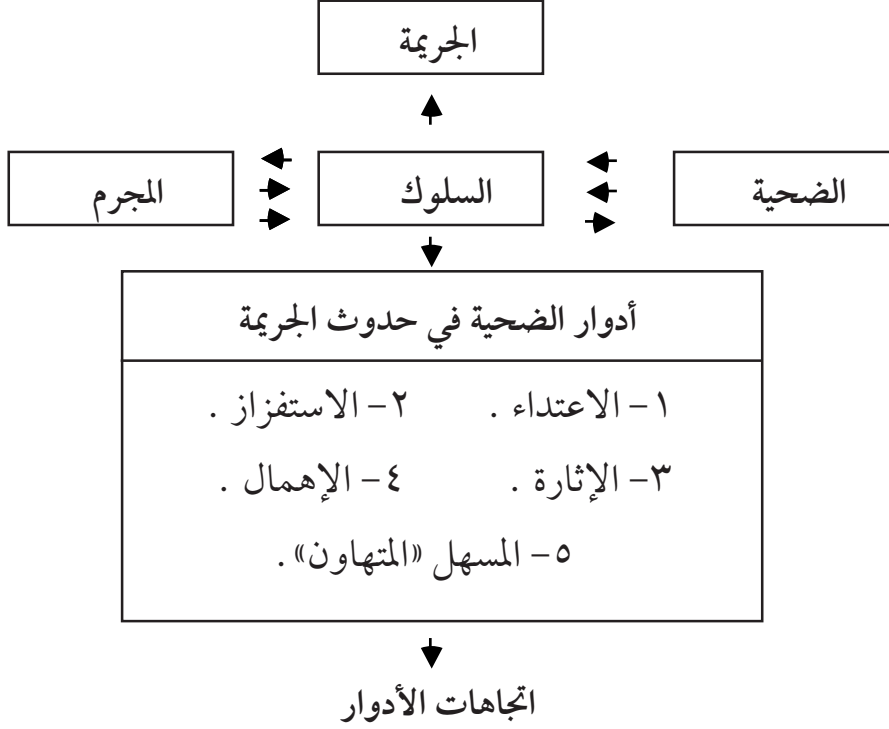 الجريمة
الضحية السلوك المجرم
أدوار الضحية في حدوث الجريمة
١- الاعتداء . ٢- الاستفزاز .
٣- الإثارة . ٤- الإهمال .
٥- المسهل «المتهاون» .
اتجاهات الأدوار